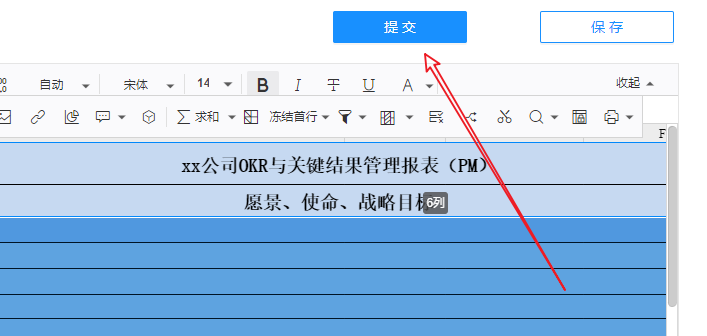 提交 保存
自动 宋体 14 B I T U A 收起
求和 冻结首行
F
xx公司OKR与关键结果管理报表（PM）
愿景、使命、战略目标 6列